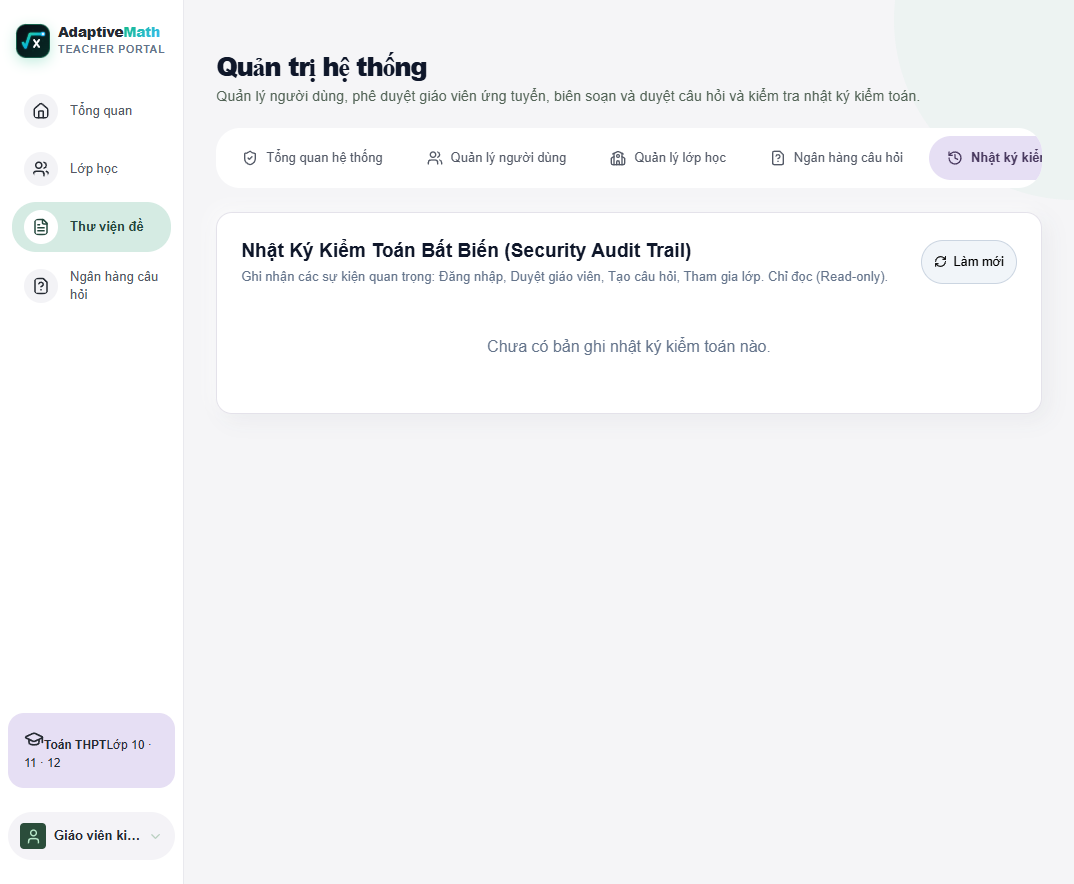 AdaptiveMath
TEACHER PORTAL
Tổng quan
Lớp học
Thư viện đề
Ngân hàng câu
hỏi
Toán THPTLớp 10 ·
11 · 12
Giáo viên ki...
Quản trị hệ thống
Quản lý người dùng, phê duyệt giáo viên ứng tuyển, biên soạn và duyệt câu hỏi và kiểm tra nhật ký kiểm toán.
Tổng quan hệ thống
Quản lý người dùng
Quản lý lớp học
Ngân hàng câu hỏi
Nhật ký kiểm
Nhật Ký Kiểm Toán Bất Biến (Security Audit Trail)
Ghi nhận các sự kiện quan trọng: Đăng nhập, Duyệt giáo viên, Tạo câu hỏi, Tham gia lớp. Chỉ đọc (Read-only).
Làm mới
Chưa có bản ghi nhật ký kiểm toán nào.